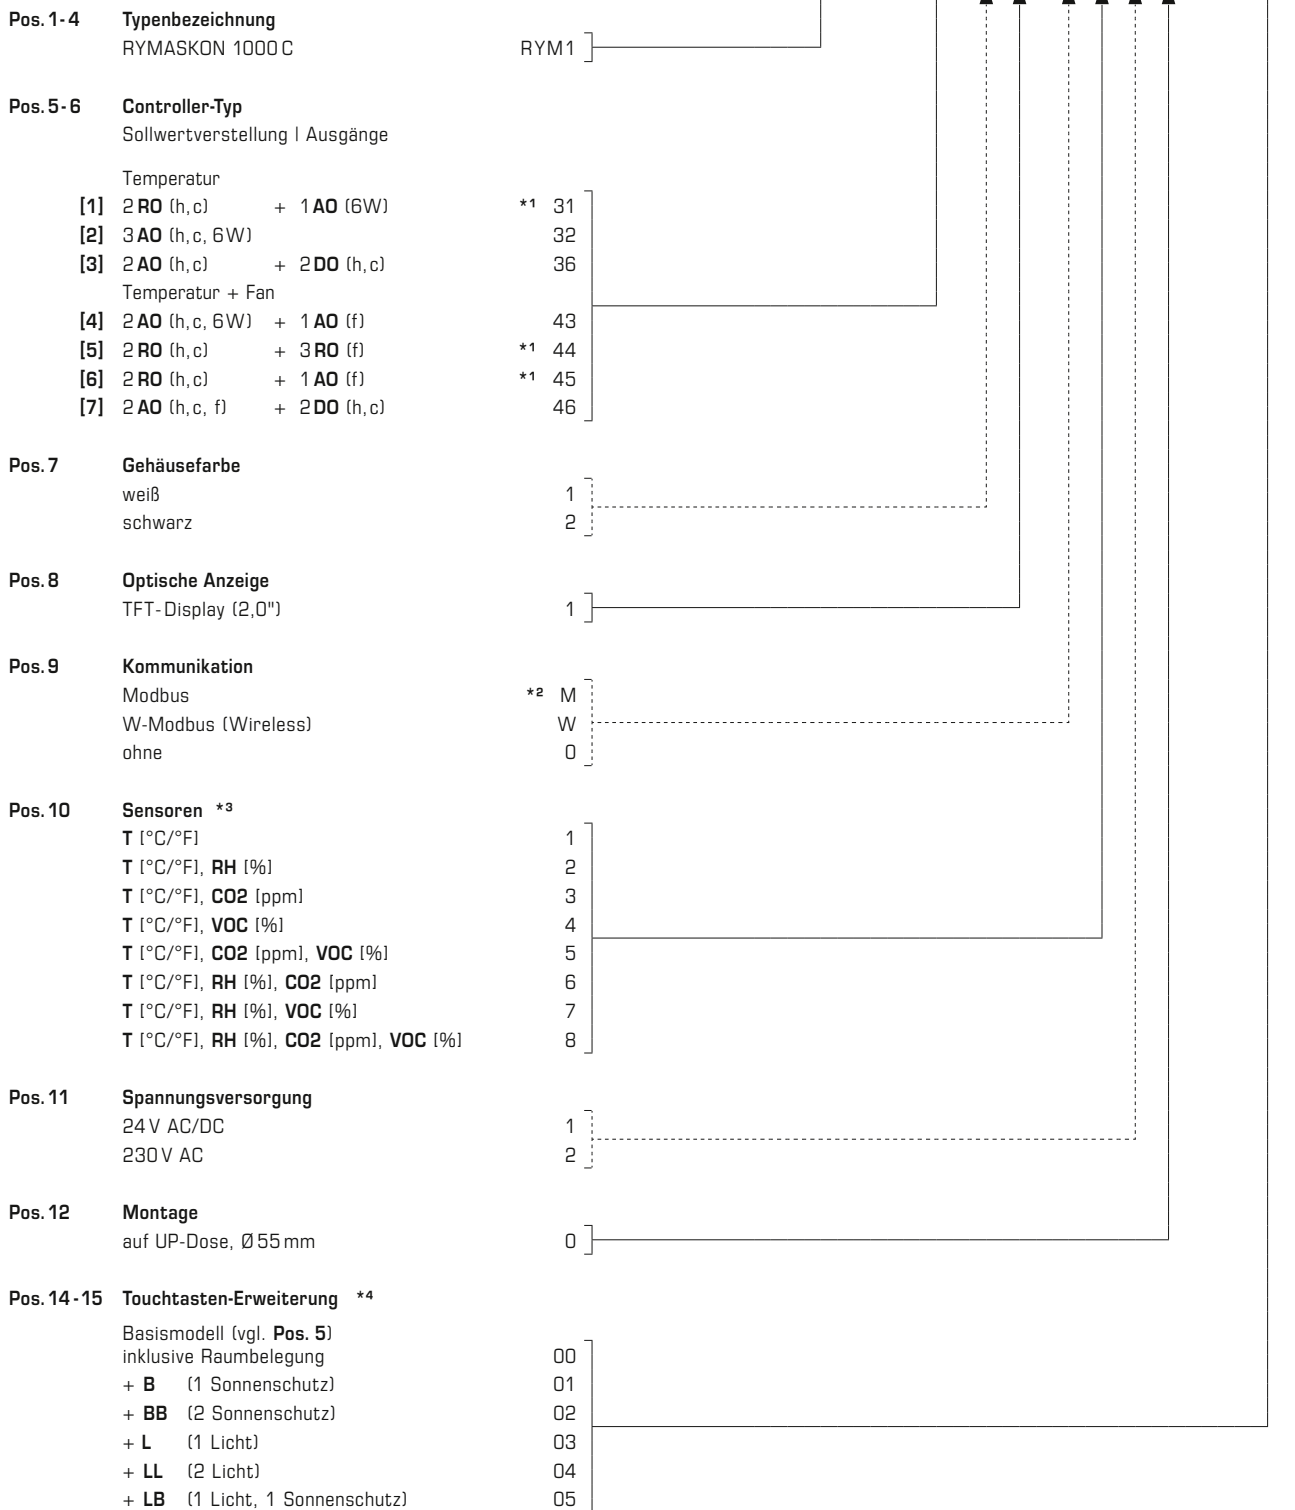 Pos. 1-4 Typenbezeichnung
RYMASKON 1000 C RYM1
Pos. 5-6 Controller-Typ
Sollwertverstellung | Ausgänge
Temperatur
[1] 2 RO (h,c) + 1 AO (6W) *1 31
[2] 3 AO (h,c, 6W) 32
[3] 2 AO (h,c) + 2 DO (h,c) 36
Temperatur + Fan
[4] 2 AO (h,c, 6W) + 1 AO (f) 43
[5] 2 RO (h,c) + 3 RO (f) *1 44
[6] 2 RO (h,c) + 1 AO (f) *1 45
[7] 2 AO (h,c, f) + 2 DO (h,c) 46
Pos. 7 Gehäusefarbe
weiß 1
schwarz 2
Pos. 8 Optische Anzeige
TFT-Display (2,0") 1
Pos. 9 Kommunikation
Modbus *2 M
W-Modbus (Wireless) W
ohne 0
Pos. 10 Sensoren *3
T [°C/°F] 1
T [°C/°F], RH [%] 2
T [°C/°F], CO2 [ppm] 3
T [°C/°F], VOC [%] 4
T [°C/°F], CO2 [ppm], VOC [%] 5
T [°C/°F], RH [%], CO2 [ppm] 6
T [°C/°F], RH [%], VOC [%] 7
T [°C/°F], RH [%], CO2 [ppm], VOC [%] 8
Pos. 11 Spannungsversorgung
24 V AC/DC 1
230 V AC 2
Pos. 12 Montage
auf UP-Dose, Ø 55 mm 0
Pos. 14-15 Touchtasten-Erweiterung *4
Basismodell (vgl. Pos. 5)
inklusive Raumbelegung 00
+ B (1 Sonnenschutz) 01
+ BB (2 Sonnenschutz) 02
+ L (1 Licht) 03
+ LL (2 Licht) 04
+ LB (1 Licht, 1 Sonnenschutz) 05